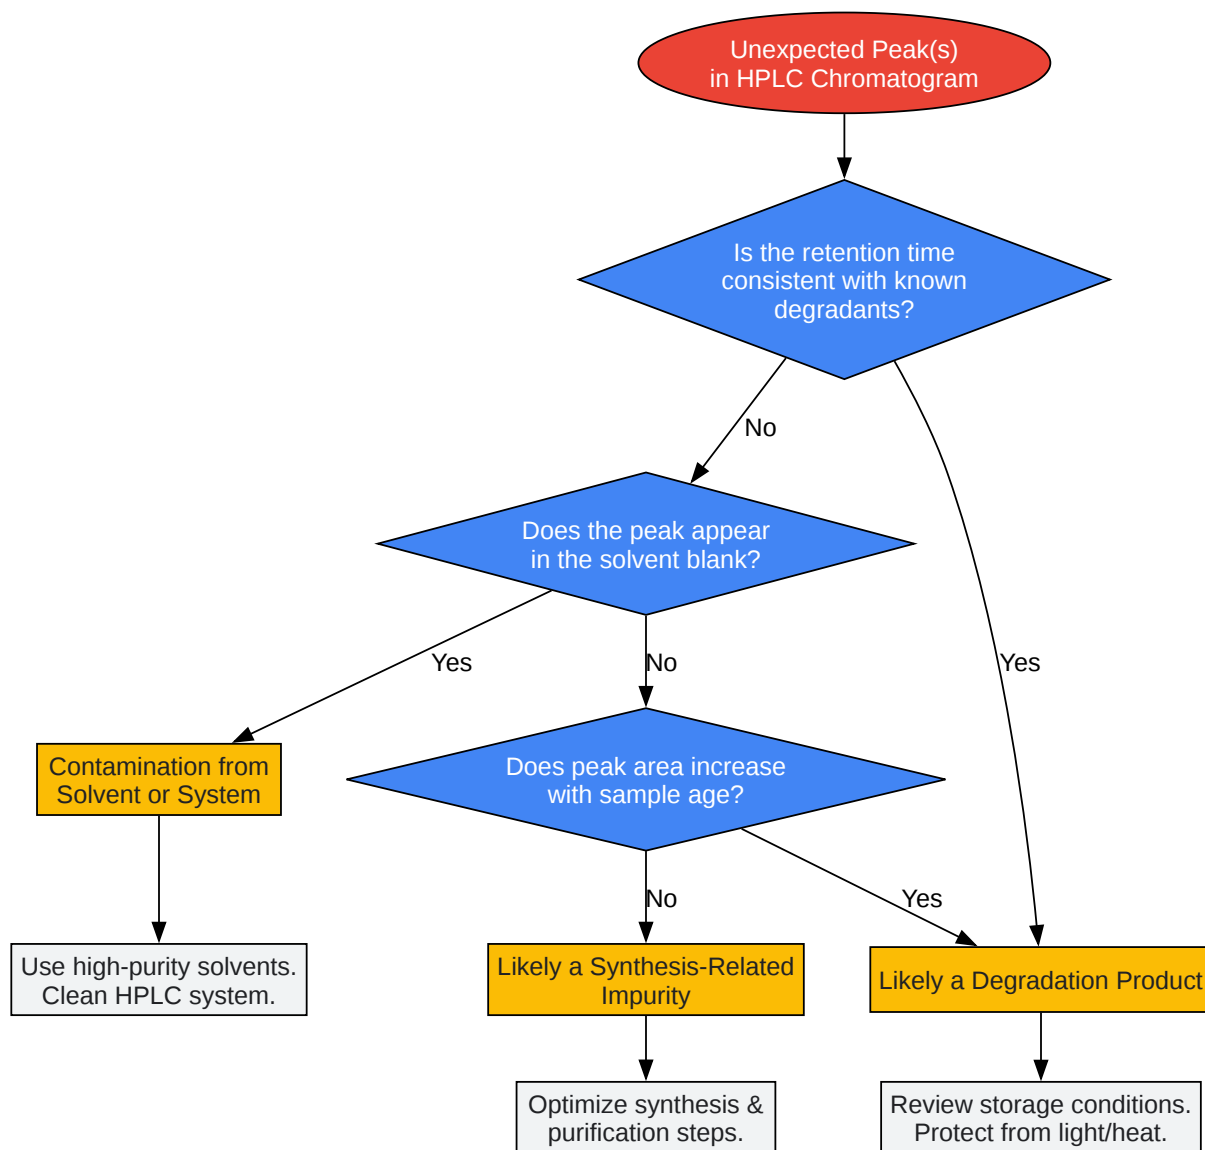 Unexpected Peak(s)
in HPLC Chromatogram
Is the retention time
consistent with known
degradants?
No
Does the peak appear
in the solvent blank?
Yes
No
Yes
Contamination from
Solvent or System
Does peak area increase
with sample age?
No
Yes
Use high-purity solvents.
Clean HPLC system.
Likely a Synthesis-Related
Impurity
Likely a Degradation Product
Optimize synthesis &
purification steps.
Review storage conditions.
Protect from light/heat.